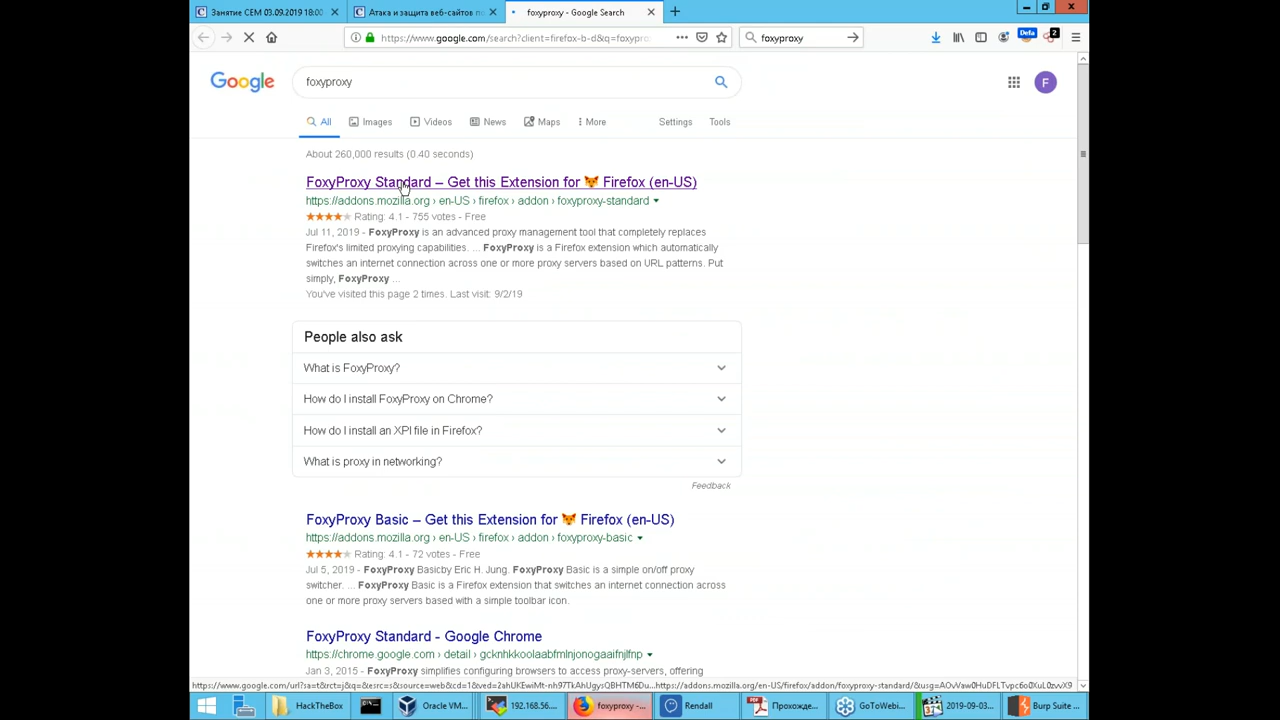 Занятие CEM 03.09.2019 18:00
Атака и защита веб-сайтов п
foxyproxy - Google Search
https://www.google.com/search?client=firefox-b-d&q=foxypro
foxyproxy
Defa
2
Google
foxyproxy
F
All
Images
Videos
News
Maps
More
Settings
Tools
About 260,000 results (0.40 seconds)
FoxyProxy Standard – Get this Extension for 🦊 Firefox (en-US)
https://addons.mozilla.org › en-US › firefox › addon › foxyproxy-standard
Rating: 4.1 - 755 votes - Free
Jul 11, 2019 - FoxyProxy is an advanced proxy management tool that completely replaces
Firefox's limited proxying capabilities. ... FoxyProxy is a Firefox extension which automatically
switches an internet connection across one or more proxy servers based on URL patterns. Put
simply, FoxyProxy ...
You've visited this page 2 times. Last visit: 9/2/19
People also ask
What is FoxyProxy?
How do I install FoxyProxy on Chrome?
How do I install an XPI file in Firefox?
What is proxy in networking?
Feedback
FoxyProxy Basic – Get this Extension for 🦊 Firefox (en-US)
https://addons.mozilla.org › en-US › firefox › addon › foxyproxy-basic
Rating: 4.1 - 72 votes - Free
Jul 5, 2019 - FoxyProxy Basicby Eric H. Jung. FoxyProxy Basic is a simple on/off proxy
switcher. ... FoxyProxy Basic is a Firefox extension that switches an internet connection across
one or more proxy servers based with a simple toolbar icon.
FoxyProxy Standard - Google Chrome
https://chrome.google.com › detail › gcknhkkoolaabfmlnjonogaaifnjlfnp
Jan 3, 2015 - FoxyProxy simplifies configuring browsers to access proxy-servers, offering
HackTheBox
Oracle VM...
192.168.56....
foxyproxy -...
Rendall
Прохожде...
GoToWebi...
2019-09-03...
Burp Suite ...